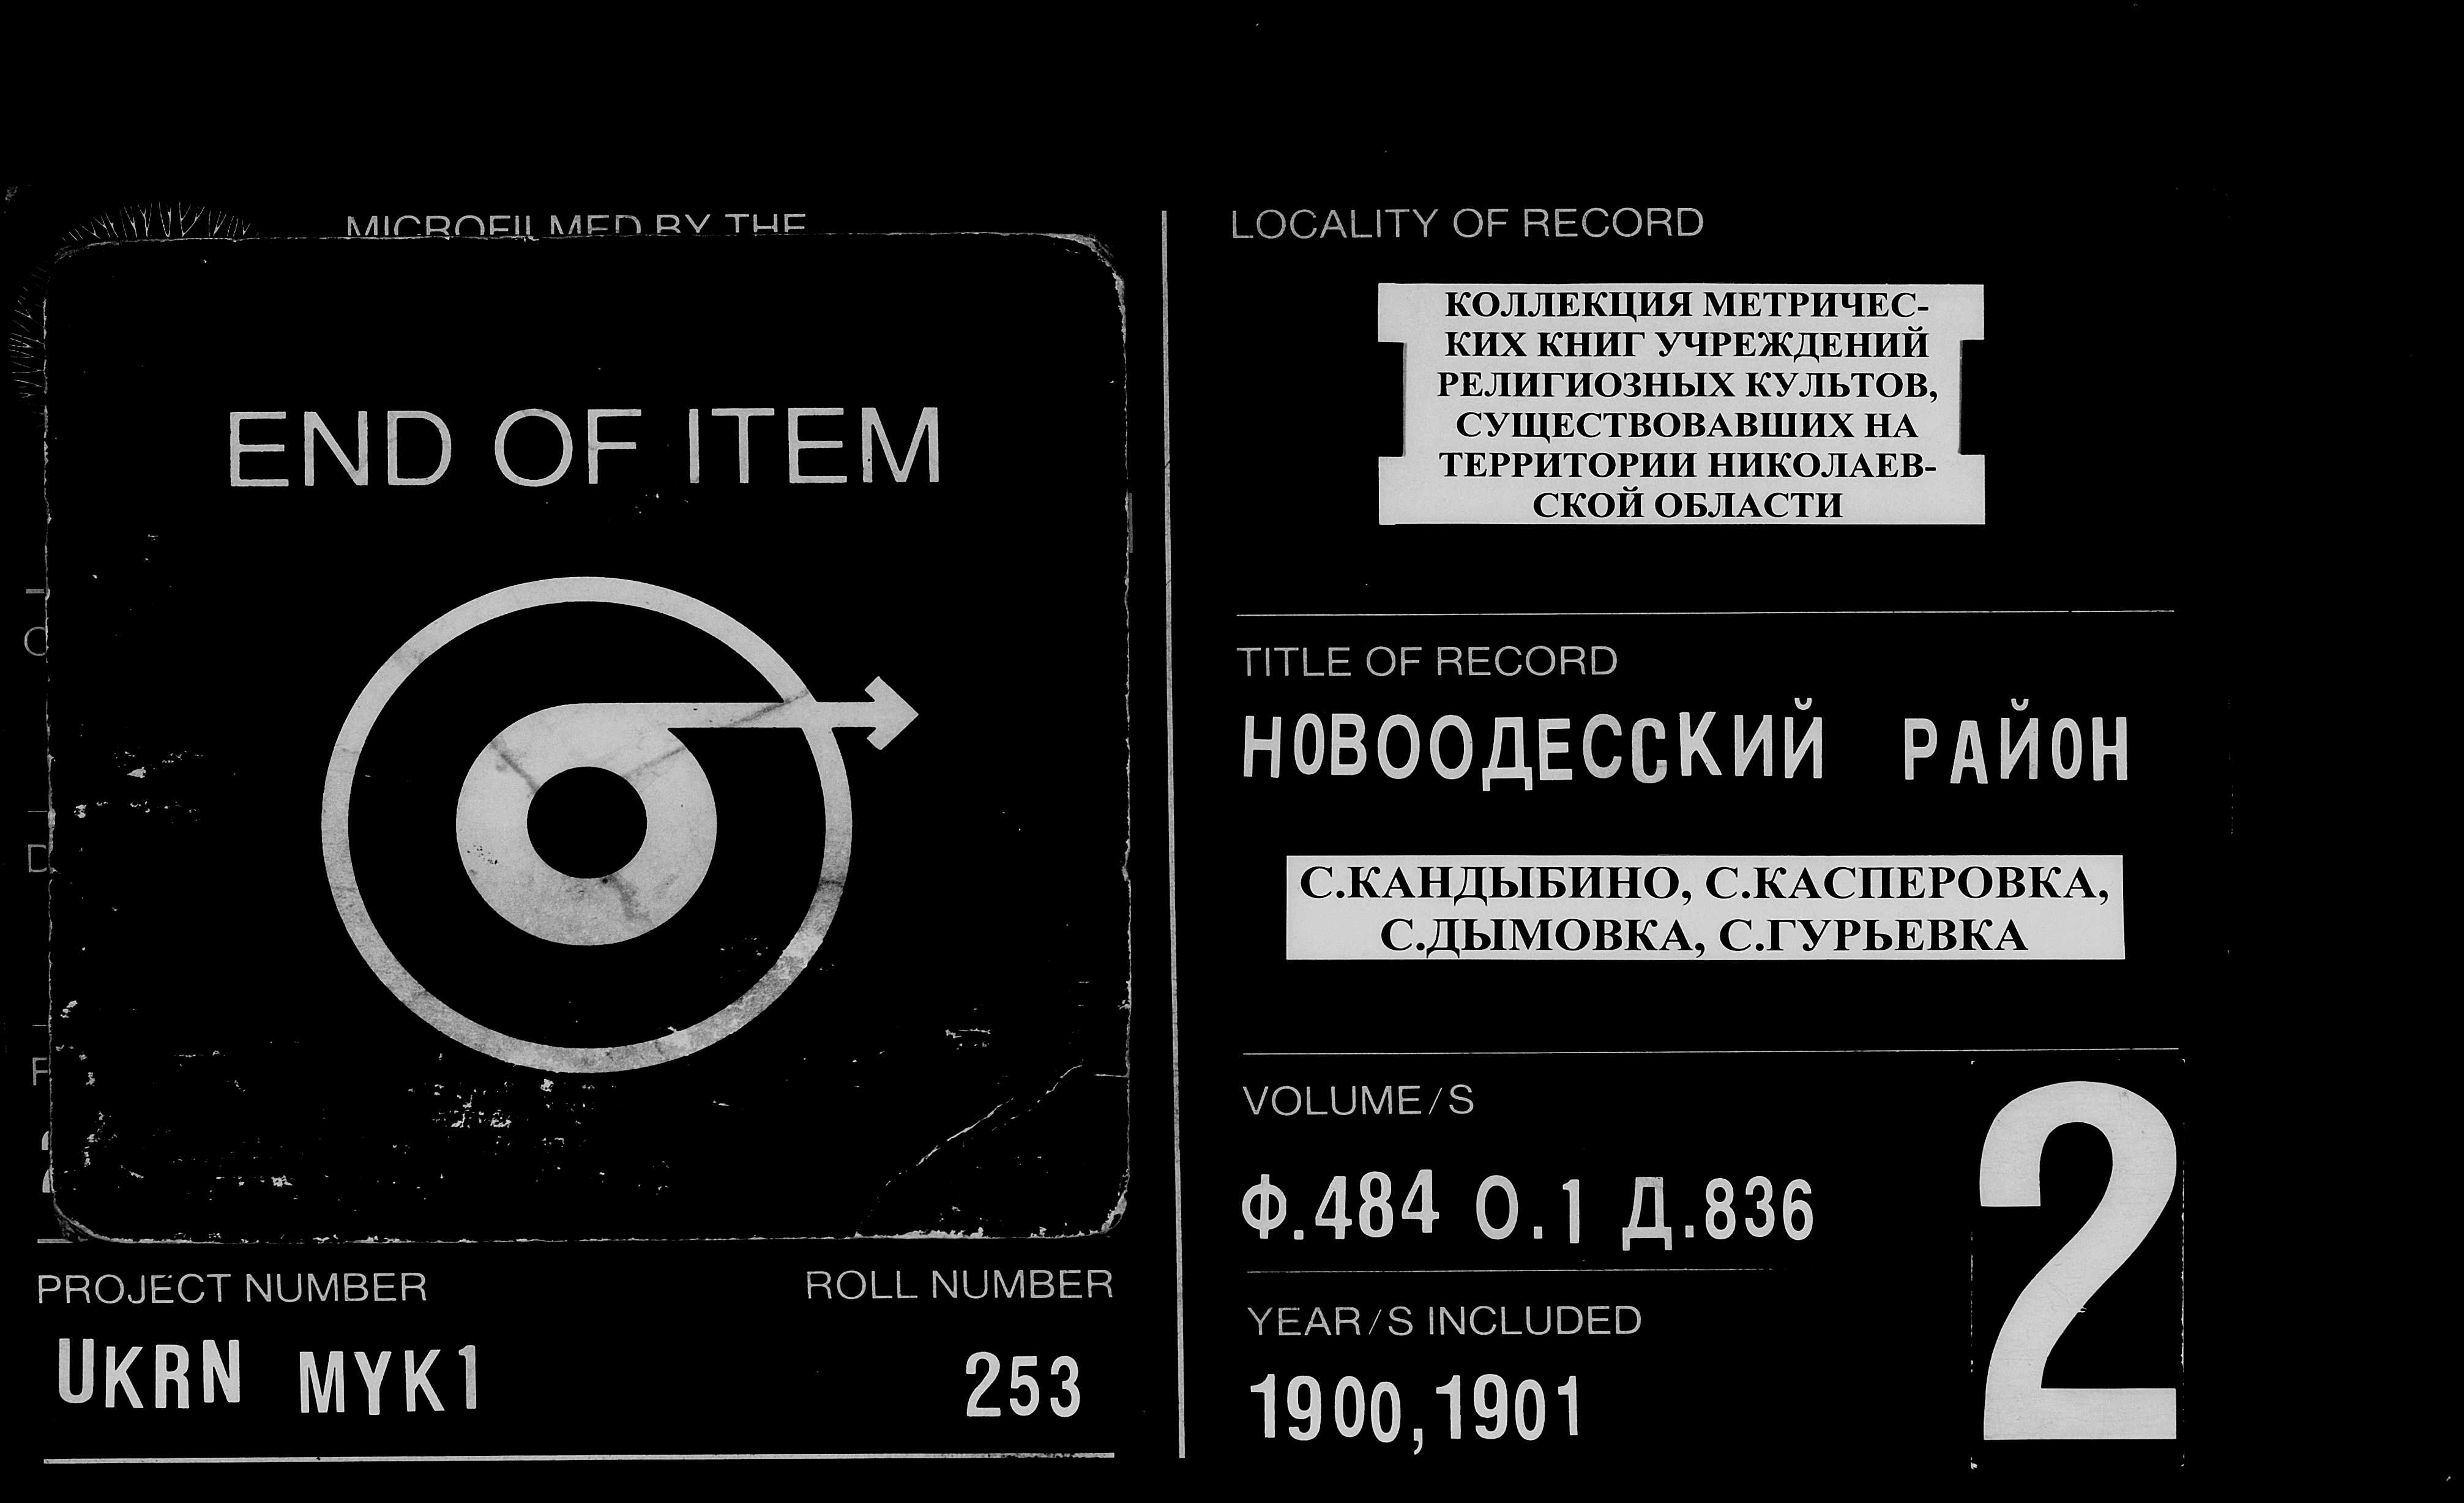 MICROFILMED BY THE
END OF ITEM
PROJECT NUMBER
ROLL NUMBER
UKRN MYK1
253
LOCALITY OF RECORD
КОЛЛЕКЦИЯ МЕТРИЧЕС-
КИХ КНИГ УЧРЕЖДЕНИЙ
РЕЛИГИОЗНЫХ КУЛЬТОВ,
СУЩЕСТВОВАВШИХ НА
ТЕРРИТОРИИ НИКОЛАЕВ-
СКОЙ ОБЛАСТИ
TITLE OF RECORD
НОВООДЕССКИЙ РАЙОН
С.КАНДЫБИНО, С.КАСПЕРОВКА,
С.ДЫМОВКА, С.ГУРЬЕВКА
VOLUME/S
Ф.484 О.1 Д.836
YEAR/S INCLUDED
1900,1901
2